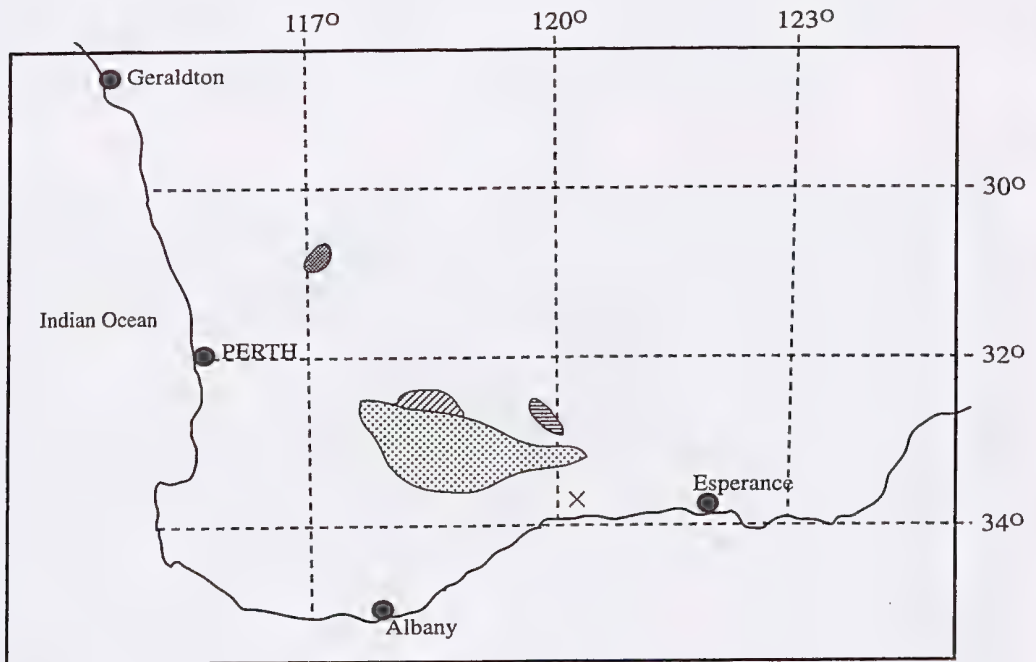 117° 120° 123°
Geraldton
30°
Indian Ocean
PERTH
32°
Esperance
34°
Albany